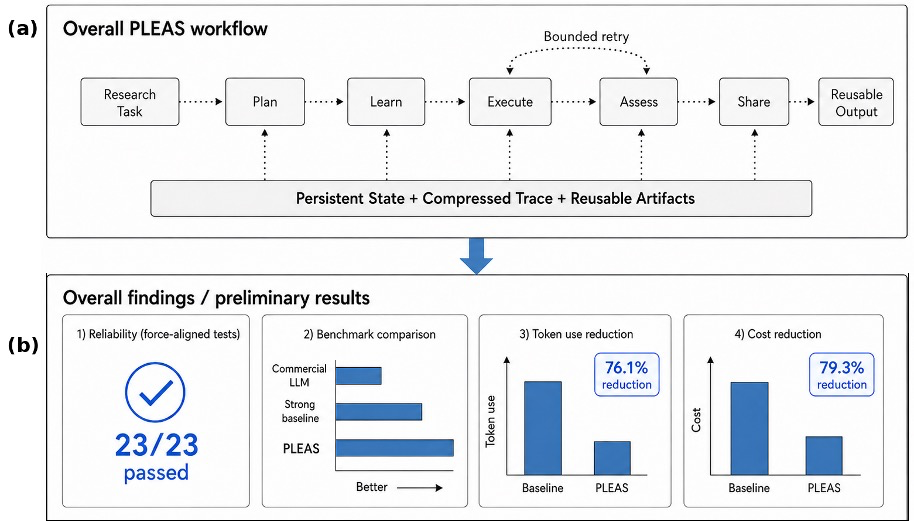 (a)
Overall PLEAS workflow
Bounded retry
Research
Task
Plan
Learn
Execute
Assess
Share
Reusable
Output
Persistent State + Compressed Trace + Reusable Artifacts
(b)
Overall findings / preliminary results
1) Reliability (force-aligned tests)
23/23
passed
2) Benchmark comparison
Commercial
LLM
Strong
baseline
PLEAS
Better
3) Token use reduction
76.1%
reduction
Token use
Baseline
PLEAS
4) Cost reduction
79.3%
reduction
Cost
Baseline
PLEAS